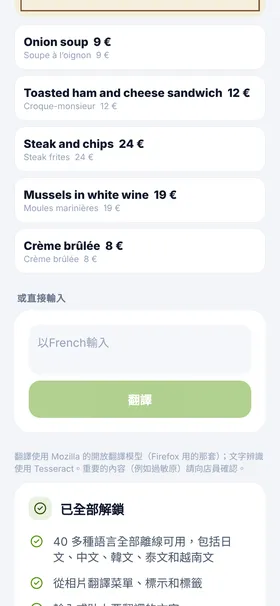 Onion soup 9 €
Soupe à l'oignon 9 €
Toasted ham and cheese sandwich 12 €
Croque-monsieur 12 €
Steak and chips 24 €
Steak frites 24 €
Mussels in white wine 19 €
Moules marinières 19 €
Crème brûlée 8 €
Crème brûlée 8 €
或直接輸入
以French輸入
翻譯
翻譯使用 Mozilla 的開放翻譯模型（Firefox 用的那套）；文字辨識
使用 Tesseract。重要的內容（例如過敏原）請向店員確認。
已全部解鎖
40 多種語言全部離線可用，包括日
文、中文、韓文、泰文和越南文
從相片翻譯菜單、標示和標籤